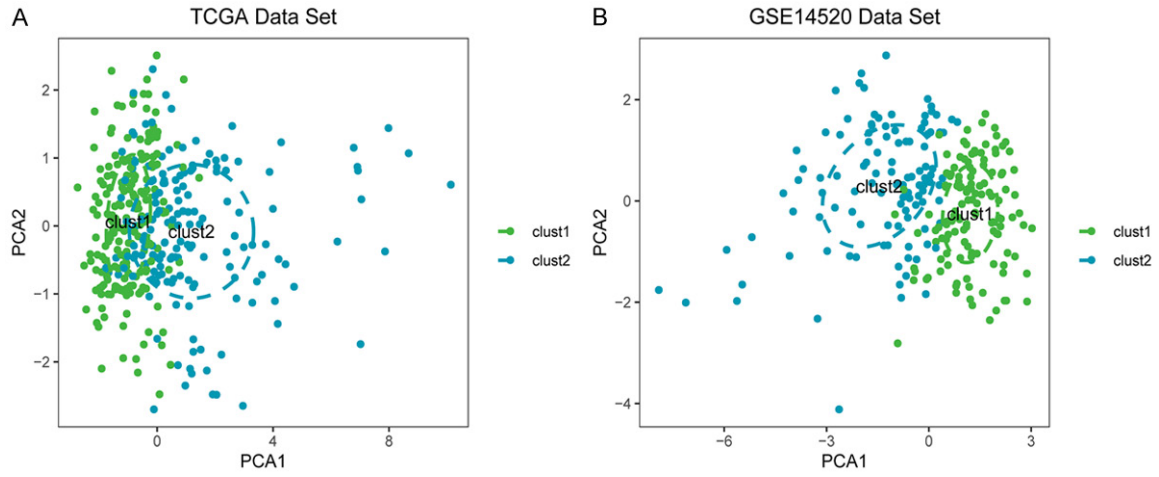 A
TCGA Data Set
PCA2
2
1
0
−1
−2
clust1
clust2
0
4
8
PCA1
clust1
clust2
B
GSE14520 Data Set
PCA2
2
0
−2
−4
clust2
clust1
−6
−3
0
3
PCA1
clust1
clust2